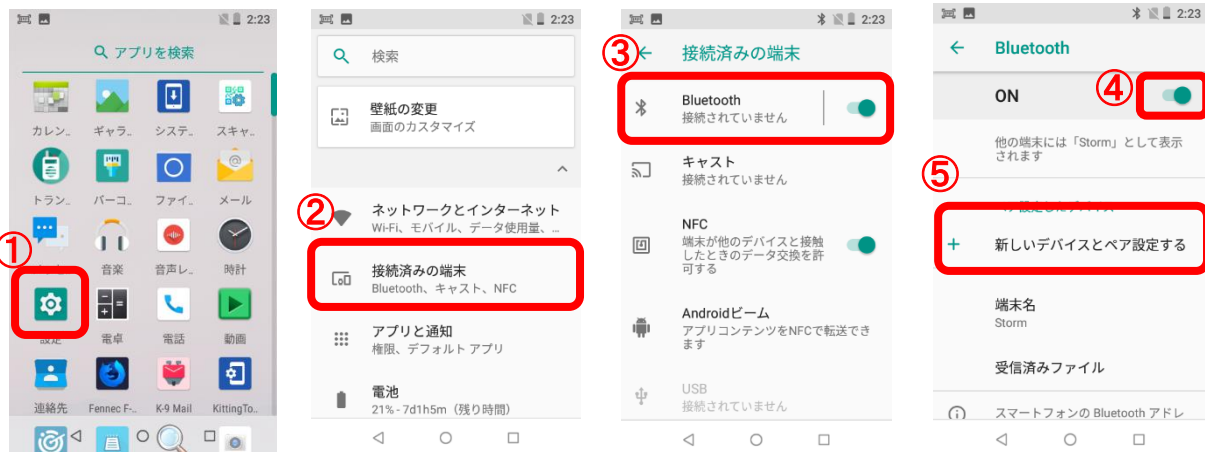 2:23
アプリを検索
カレン..
ギャラ..
システ..
スキャ..
トラン..
バーコ..
ファイ..
メール
①
音楽
音声レ..
時計
設定
電卓
電話
動画
連絡先
Fennec F-..
K-9 Mail
KittingTo..
2:23
検索
壁紙の変更
画面のカスタマイズ
②
ネットワークとインターネット
Wi-Fi、モバイル、データ使用量、...
接続済みの端末
Bluetooth、キャスト、NFC
アプリと通知
権限、デフォルト アプリ
電池
21% - 7d1h5m（残り時間）
2:23
③
接続済みの端末
Bluetooth
接続されていません
キャスト
接続されていません
NFC
端末が他のデバイスと接触
したときのデータ交換を許
可する
Androidビーム
アプリコンテンツをNFCで転送でき
ます
USB
接続されていません
2:23
Bluetooth
④
ON
他の端末には「Storm」として表示
されます
⑤
新しいデバイスとペア設定する
端末名
Storm
受信済みファイル
スマートフォンの Bluetooth アドレ